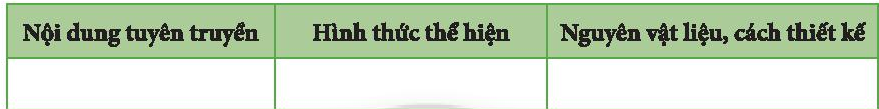 Nội dung tuyên truyền Hình thức thể hiện Nguyên vật liệu, cách thiết kế